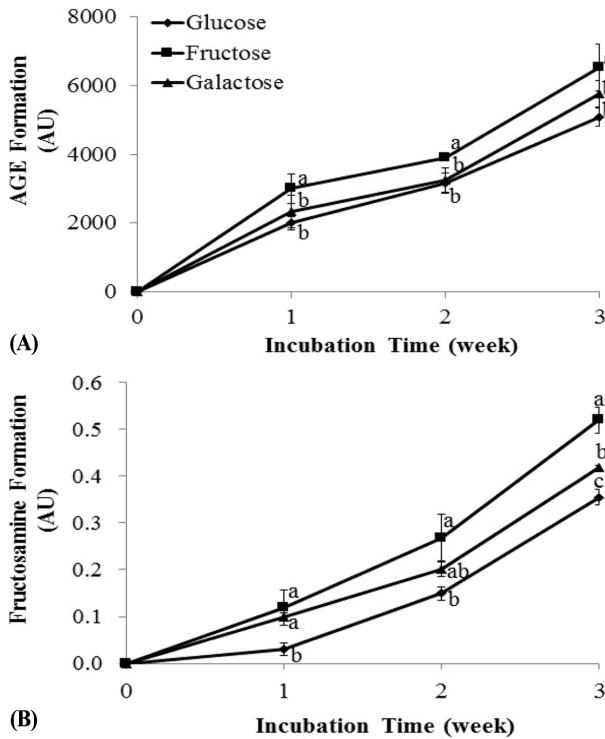 8000
6000
4000
2000
0
AGE Formation
(AU)
Glucose
Fructose
Galactose
a
b
b
a
b
b
0 1 2 3
(A)
Incubation Time (week)
0.6
0.5
0.4
0.3
0.2
0.1
0.0
Fructosamine Formation
(AU)
a
a
b
a
ab
b
a
b
c
0 1 2 3
(B)
Incubation Time (week)